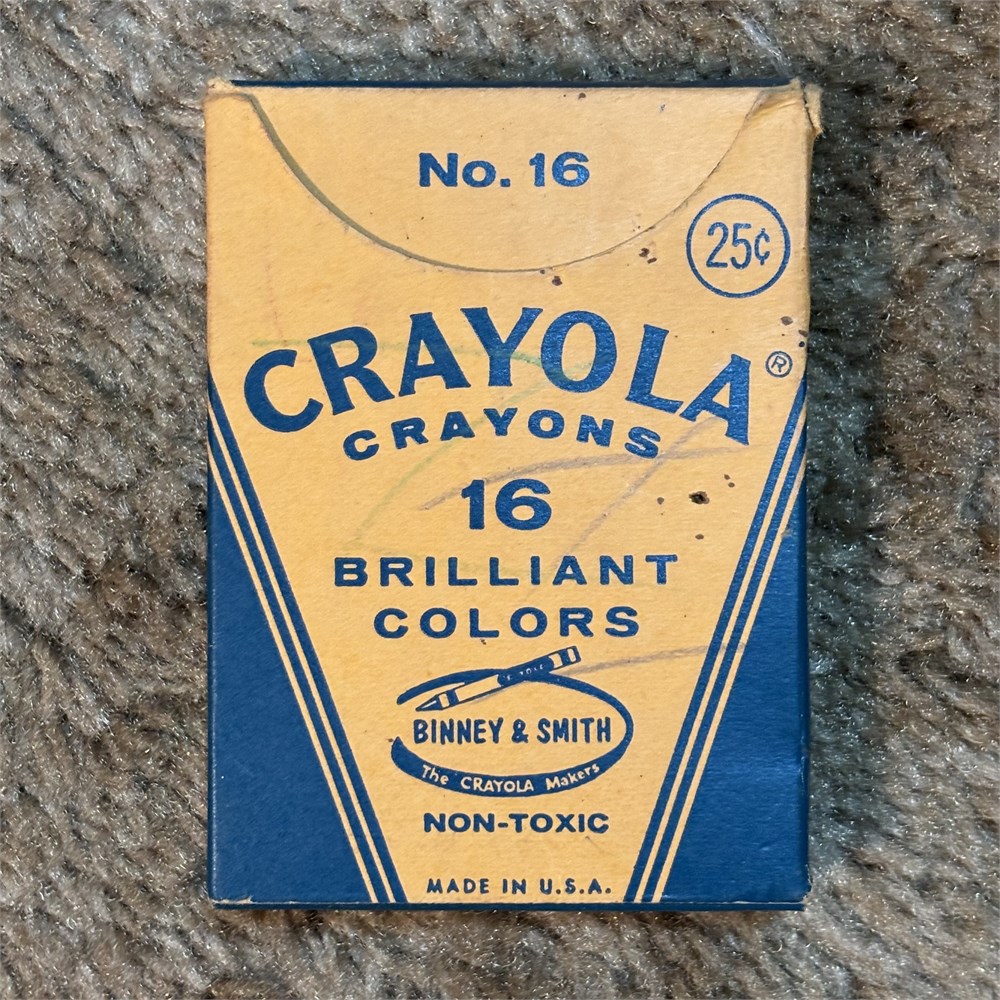 No. 16
25¢
CRAYOLA®
CRAYONS
16
BRILLIANT
COLORS
BINNEY & SMITH
The CRAYOLA Makers
NON-TOXIC
MADE IN U.S.A.